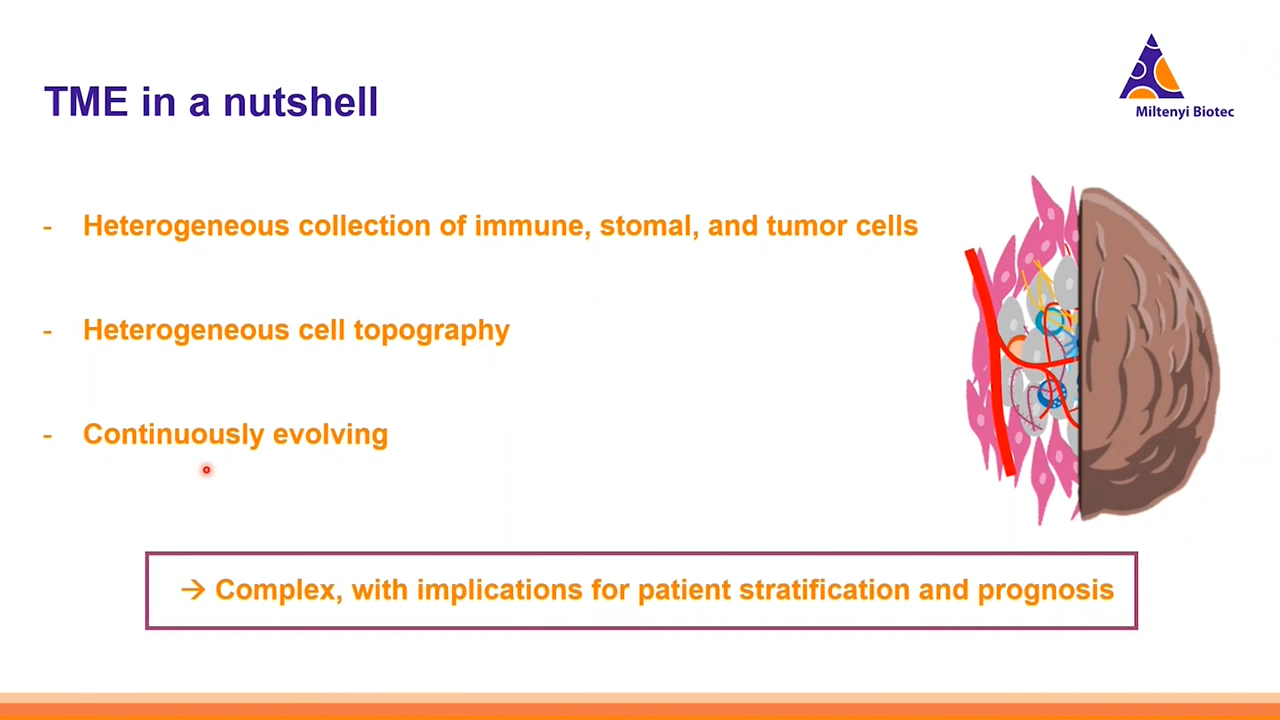 TME in a nutshell
Miltenyi Biotec
- Heterogeneous collection of immune, stomal, and tumor cells
- Heterogeneous cell topography
- Continuously evolving
→ Complex, with implications for patient stratification and prognosis